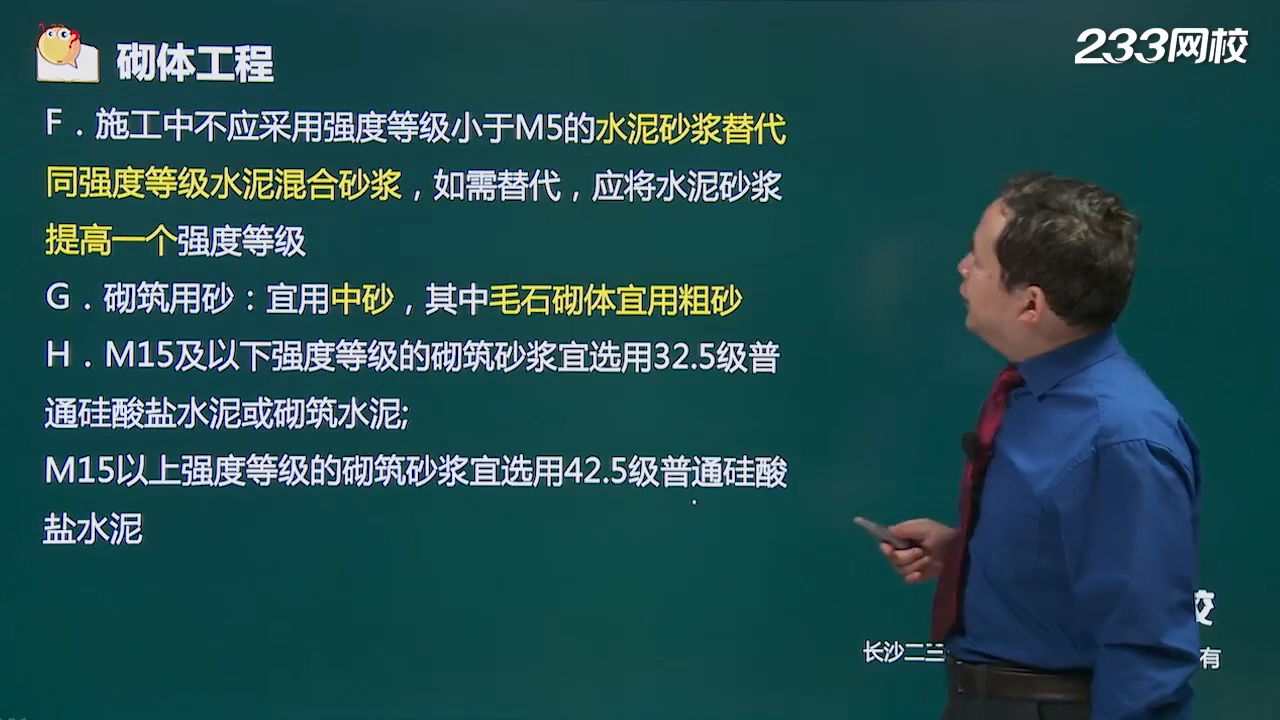 砌体工程
233网校
F．施工中不应采用强度等级小于M5的水泥砂浆替代
同强度等级水泥混合砂浆，如需替代，应将水泥砂浆
提高一个强度等级
G．砌筑用砂：宜用中砂，其中毛石砌体宜用粗砂
H．M15及以下强度等级的砌筑砂浆宜选用32.5级普
通硅酸盐水泥或砌筑水泥;
M15以上强度等级的砌筑砂浆宜选用42.5级普通硅酸
盐水泥
校
长沙二三 有